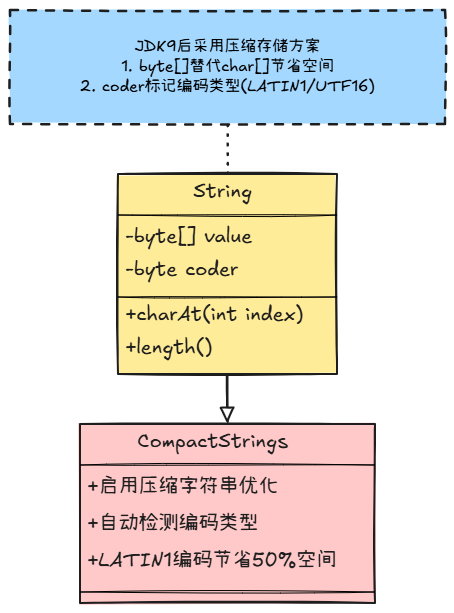 JDK9后采用压缩存储方案
1. byte[]替代char[]节省空间
2. coder标记编码类型(LATIN1/UTF16)
String
-byte[] value
-byte coder
+charAt(int index)
+length()
CompactStrings
+启用压缩字符串优化
+自动检测编码类型
+LATIN1编码节省50%空间